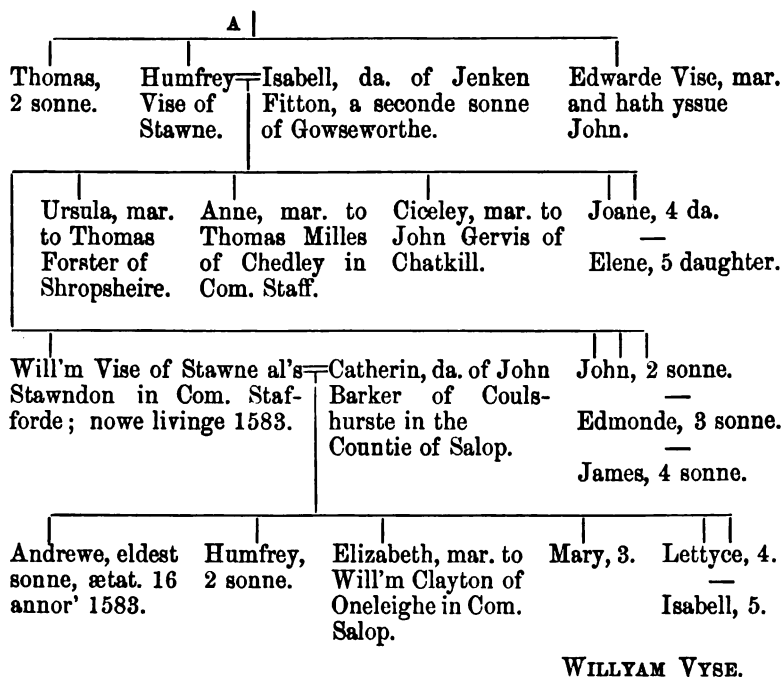 A
Thomas,
2 sonne.
Humfrey
Vise of
Stawne.
Isabell, da. of Jenken
Fitton, a seconde sonne
of Gowseworthe.
Edwarde Vise, mar.
and hath yssue
John.
Ursula, mar.
to Thomas
Forster of
Shropsheire.
Anne, mar. to
Thomas Milles
of Chedley in
Com. Staff.
Ciceley, mar. to
John Gervis of
Chatkill.
Joane, 4 da.
—
Elene, 5 daughter.
Will'm Vise of Stawne al's
Stawndon in Com. Staf-
forde; nowe livinge 1583.
Catherin, da. of John
Barker of Couls-
hurste in the
Countie of Salop.
John, 2 sonne.
—
Edmonde, 3 sonne.
—
James, 4 sonne.
Andrewe, eldest
sonne, ætat. 16
annor' 1583.
Humfrey,
2 sonne.
Elizabeth, mar. to
Will'm Clayton of
Oneleighe in Com.
Salop.
Mary, 3.
Lettyce, 4.
—
Isabell, 5.
WILLYAM VYSE.